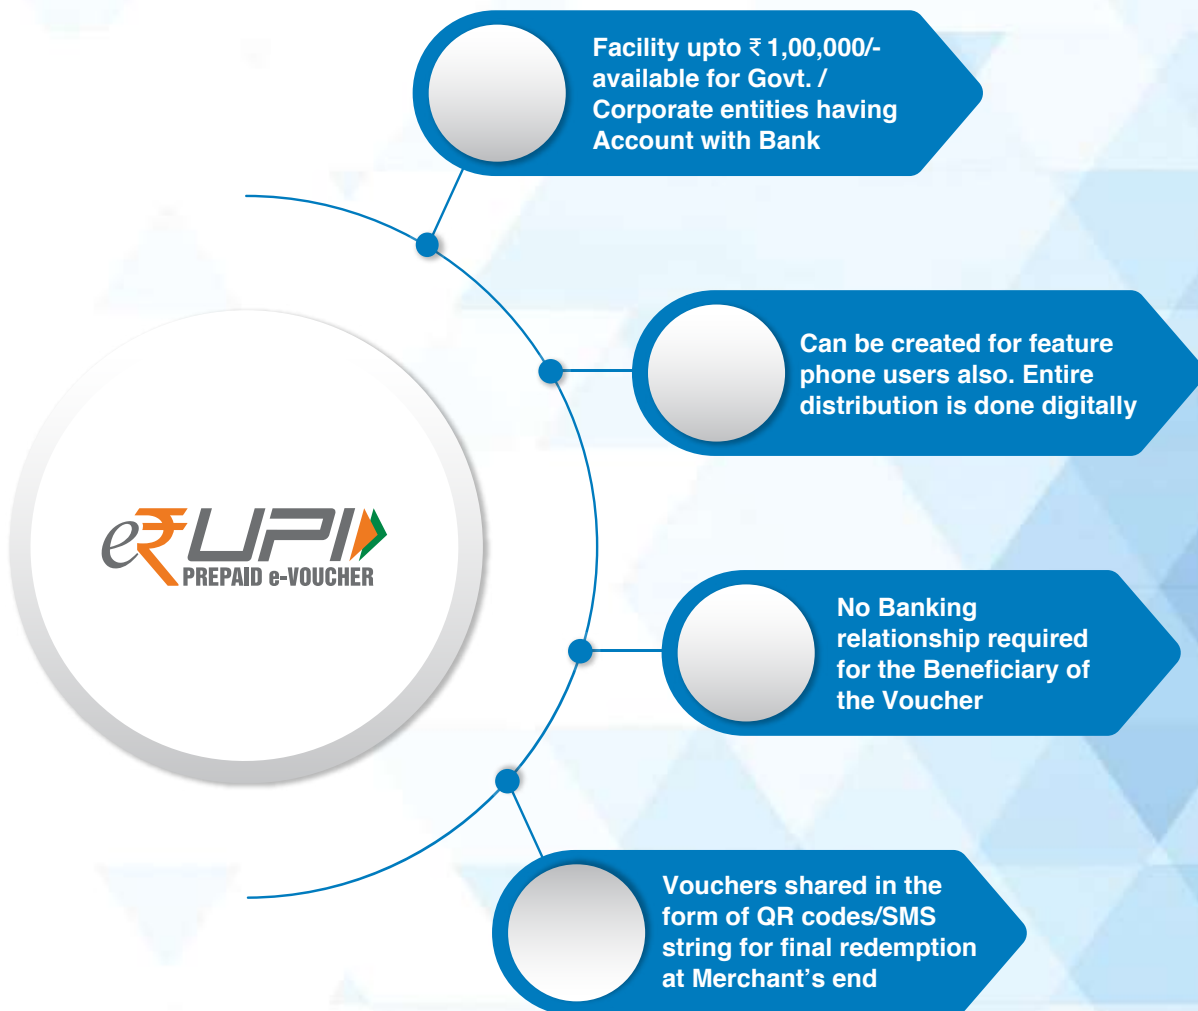 Facility upto ₹ 1,00,000/-
available for Govt. /
Corporate entities having
Account with Bank
Can be created for feature
phone users also. Entire
distribution is done digitally
e₹UPI
PREPAID e-VOUCHER
No Banking
relationship required
for the Beneficiary of
the Voucher
Vouchers shared in the
form of QR codes/SMS
string for final redemption
at Merchant's end